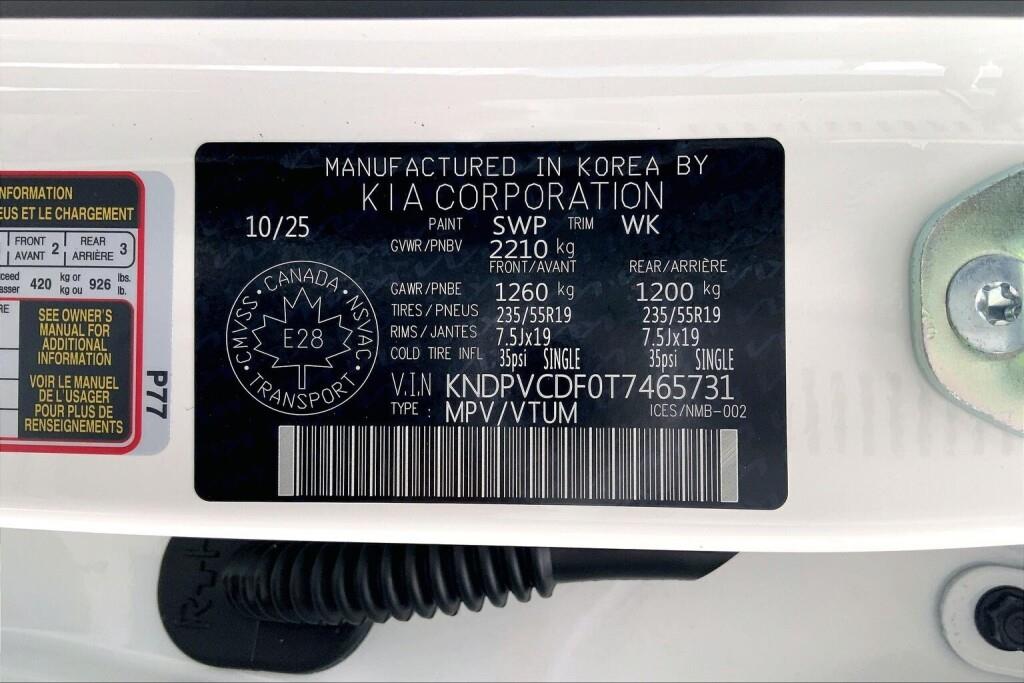 MANUFACTURED IN KOREA BY
KIA CORPORATION
10/25 PAINT SWP TRIM WK
GVWR/PNBV 2210 kg
FRONT/AVANT REAR/ARRIÈRE
GAWR/PNBE 1260 kg 1200 kg
TIRES/PNEUS 235/55R19 235/55R19
RIMS/JANTES 7.5Jx19 7.5Jx19
COLD TIRE INFL 35psi SINGLE 35psi SINGLE
V.I.N KNDPVCDF0T7465731
TYPE : MPV/VTUM ICES/NMB-002
CANADA · NSVAC · TRANSPORT · CMVSS ·
E28
EUS ET LE CHARGEMENT
FRONT 2 REAR 3
AVANT ARRIÈRE
420 kg or 926 lbs.
kg ou lb.
SEE OWNER'S
MANUAL FOR
ADDITIONAL
INFORMATION
VOIR LE MANUEL
DE L'USAGER
POUR PLUS DE
RENSEIGNEMENTS
P77